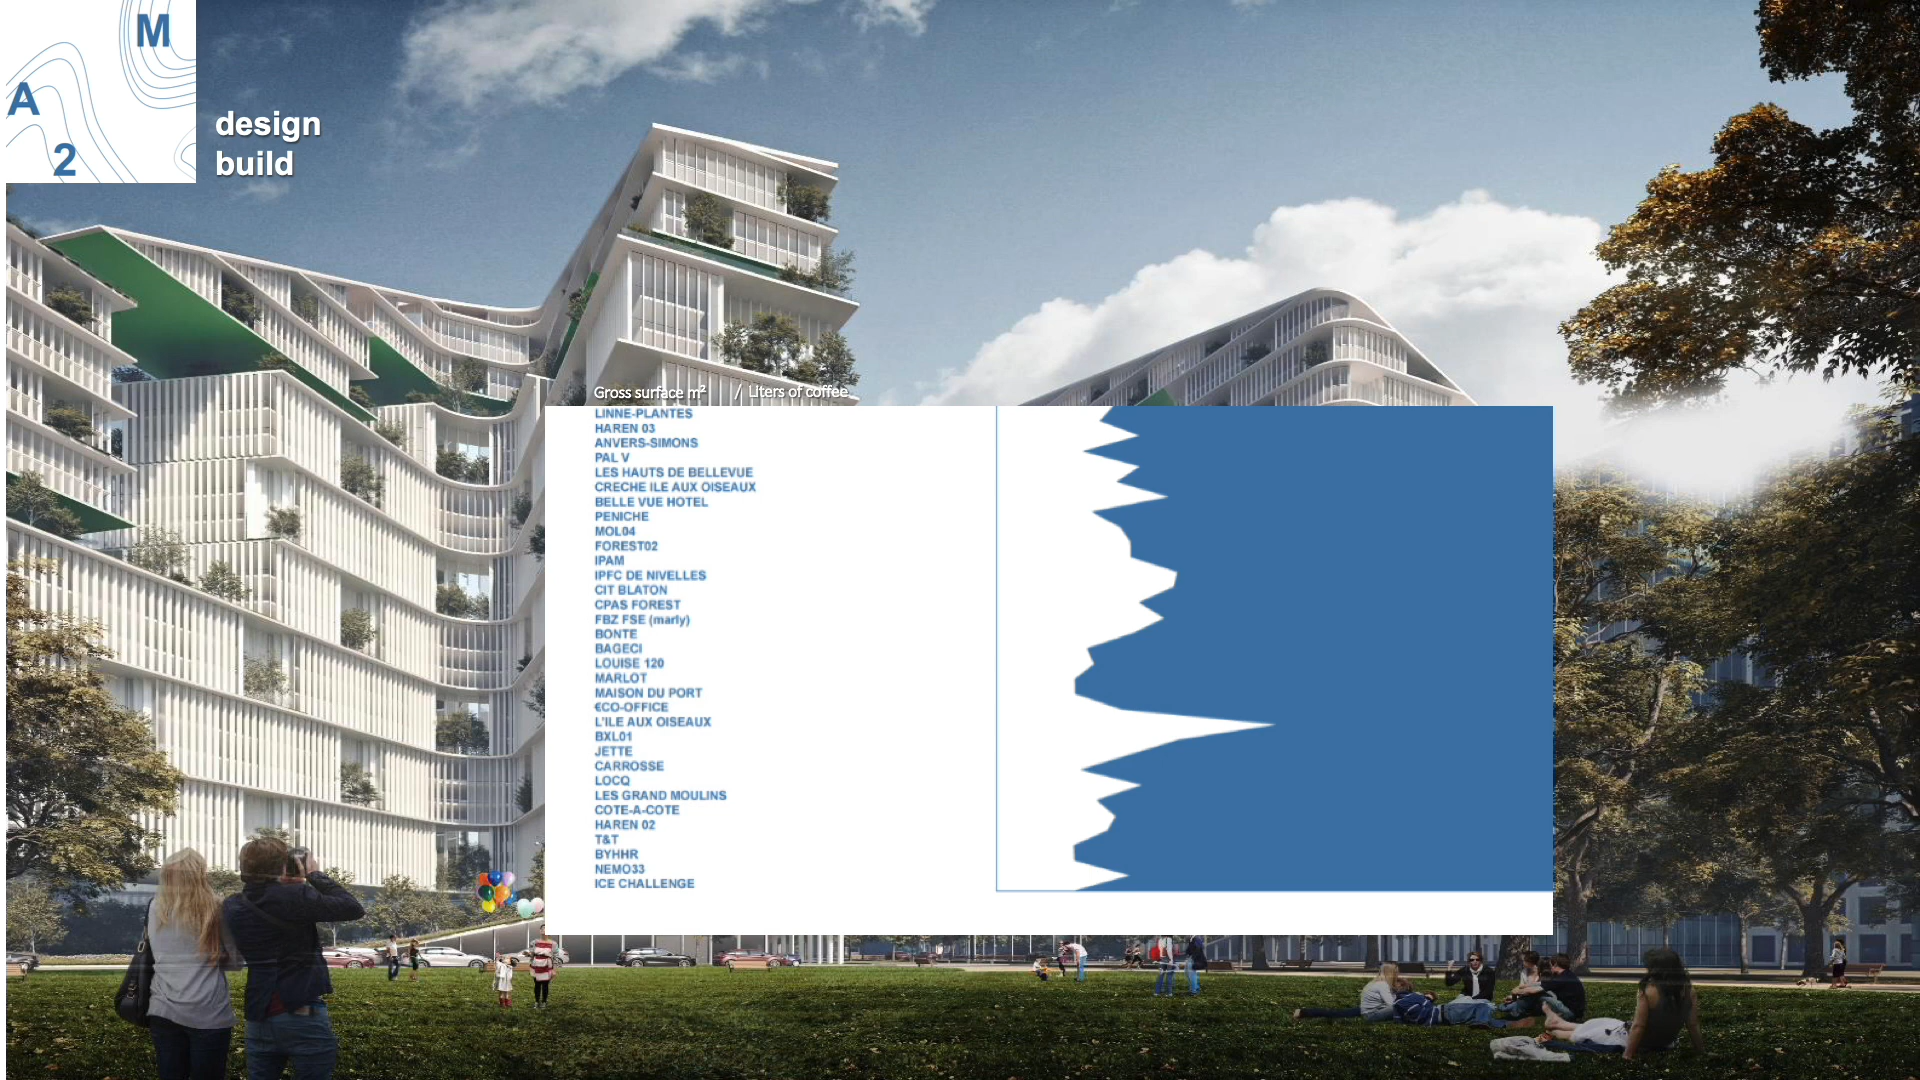 M
A
2
design
build
Gross surface m² / Liters of coffee
LINNE-PLANTES
HAREN 03
ANVERS-SIMONS
PAL V
LES HAUTS DE BELLEVUE
CRECHE ILE AUX OISEAUX
BELLE VUE HOTEL
PENICHE
MOL04
FOREST02
IPAM
IPFC DE NIVELLES
CIT BLATON
CPAS FOREST
FBZ FSE (marly)
BONTE
BAGECI
LOUISE 120
MARLOT
MAISON DU PORT
€CO-OFFICE
L'ILE AUX OISEAUX
BXL01
JETTE
CARROSSE
LOCQ
LES GRAND MOULINS
COTE-A-COTE
HAREN 02
T&T
BYHHR
NEMO33
ICE CHALLENGE